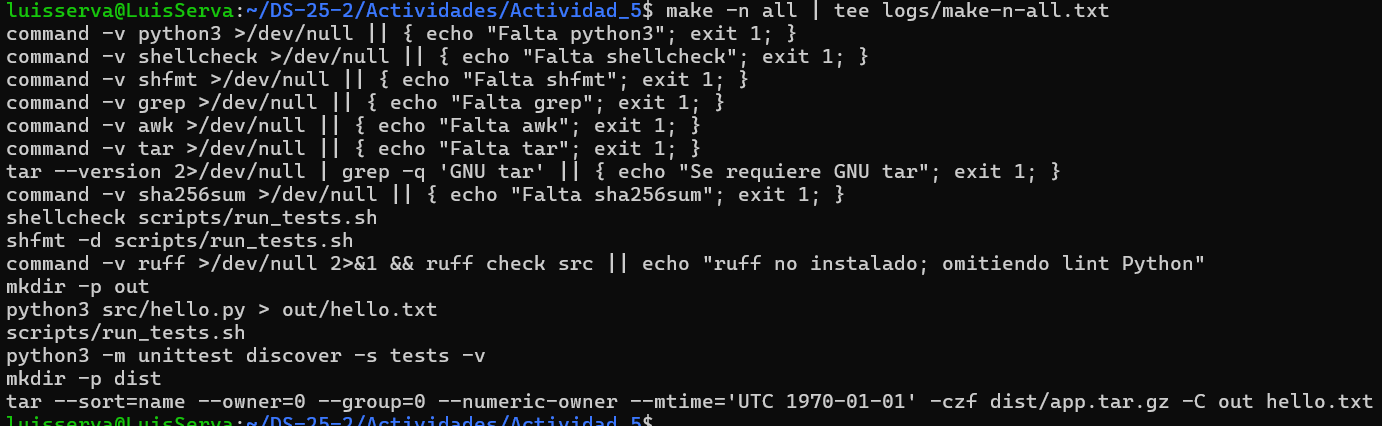 luisserva@LuisServa:~/DS-25-2/Actividades/Actividad_5$ make -n all | tee logs/make-n-all.txt
command -v python3 >/dev/null || { echo "Falta python3"; exit 1; }
command -v shellcheck >/dev/null || { echo "Falta shellcheck"; exit 1; }
command -v shfmt >/dev/null || { echo "Falta shfmt"; exit 1; }
command -v grep >/dev/null || { echo "Falta grep"; exit 1; }
command -v awk >/dev/null || { echo "Falta awk"; exit 1; }
command -v tar >/dev/null || { echo "Falta tar"; exit 1; }
tar --version 2>/dev/null | grep -q 'GNU tar' || { echo "Se requiere GNU tar"; exit 1; }
command -v sha256sum >/dev/null || { echo "Falta sha256sum"; exit 1; }
shellcheck scripts/run_tests.sh
shfmt -d scripts/run_tests.sh
command -v ruff >/dev/null 2>&1 && ruff check src || echo "ruff no instalado; omitiendo lint Python"
mkdir -p out
python3 src/hello.py > out/hello.txt
scripts/run_tests.sh
python3 -m unittest discover -s tests -v
mkdir -p dist
tar --sort=name --owner=0 --group=0 --numeric-owner --mtime='UTC 1970-01-01' -czf dist/app.tar.gz -C out hello.txt
luisserva@LuisServa:~/DS-25-2/Actividades/Actividad_5$